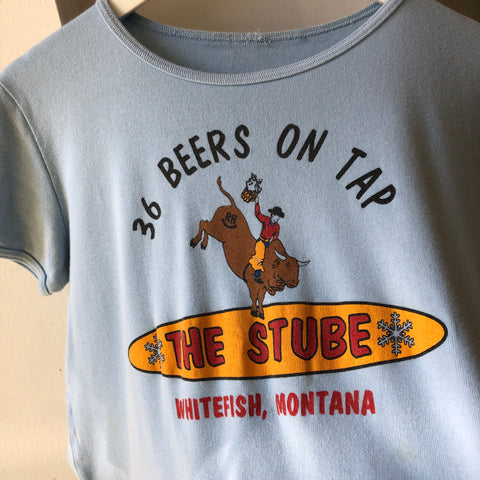 36 BEERS ON TAP
THE STUBE
WHITEFISH, MONTANA